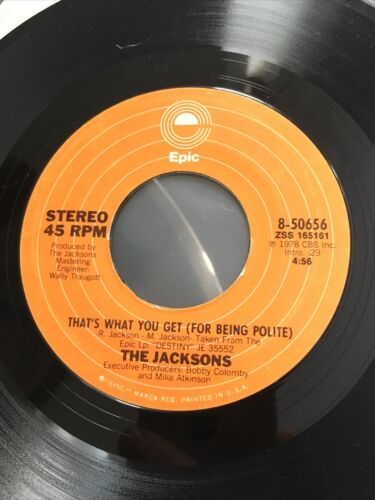 Epic
STEREO
45 RPM
Produced by
The Jacksons
Mastering
Engineer:
Wally Traugott
8-50656
ZSS 165161
℗ 1978 CBS Inc.
Intro. :29
4:56
THAT'S WHAT YOU GET (FOR BEING POLITE)
-R. Jackson - M. Jackson- Taken From The
Epic Lp: "DESTINY" JE 35552
THE JACKSONS
Executive Producers: Bobby Colomby
and Mike Atkinson
®-"EPIC," MARCA REG. PRINTED IN U.S.A.